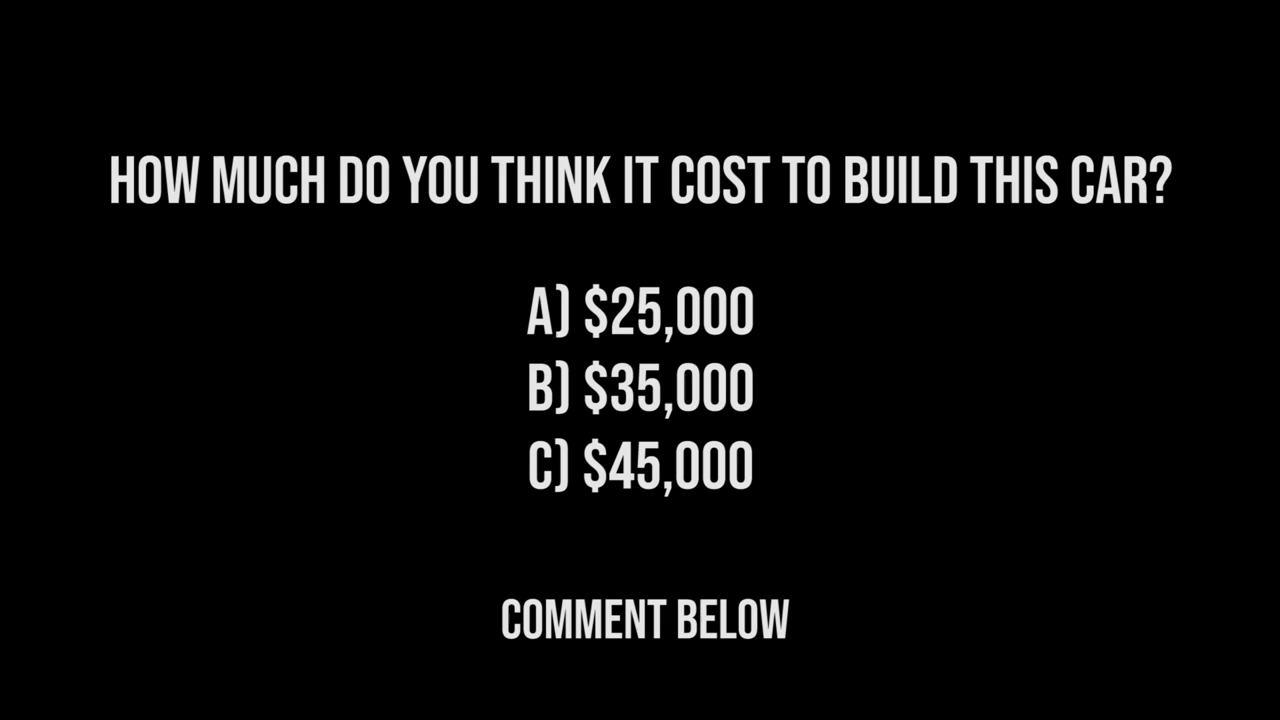 HOW MUCH DO YOU THINK IT COST TO BUILD THIS CAR?
A) $25,000
B) $35,000
C) $45,000
COMMENT BELOW